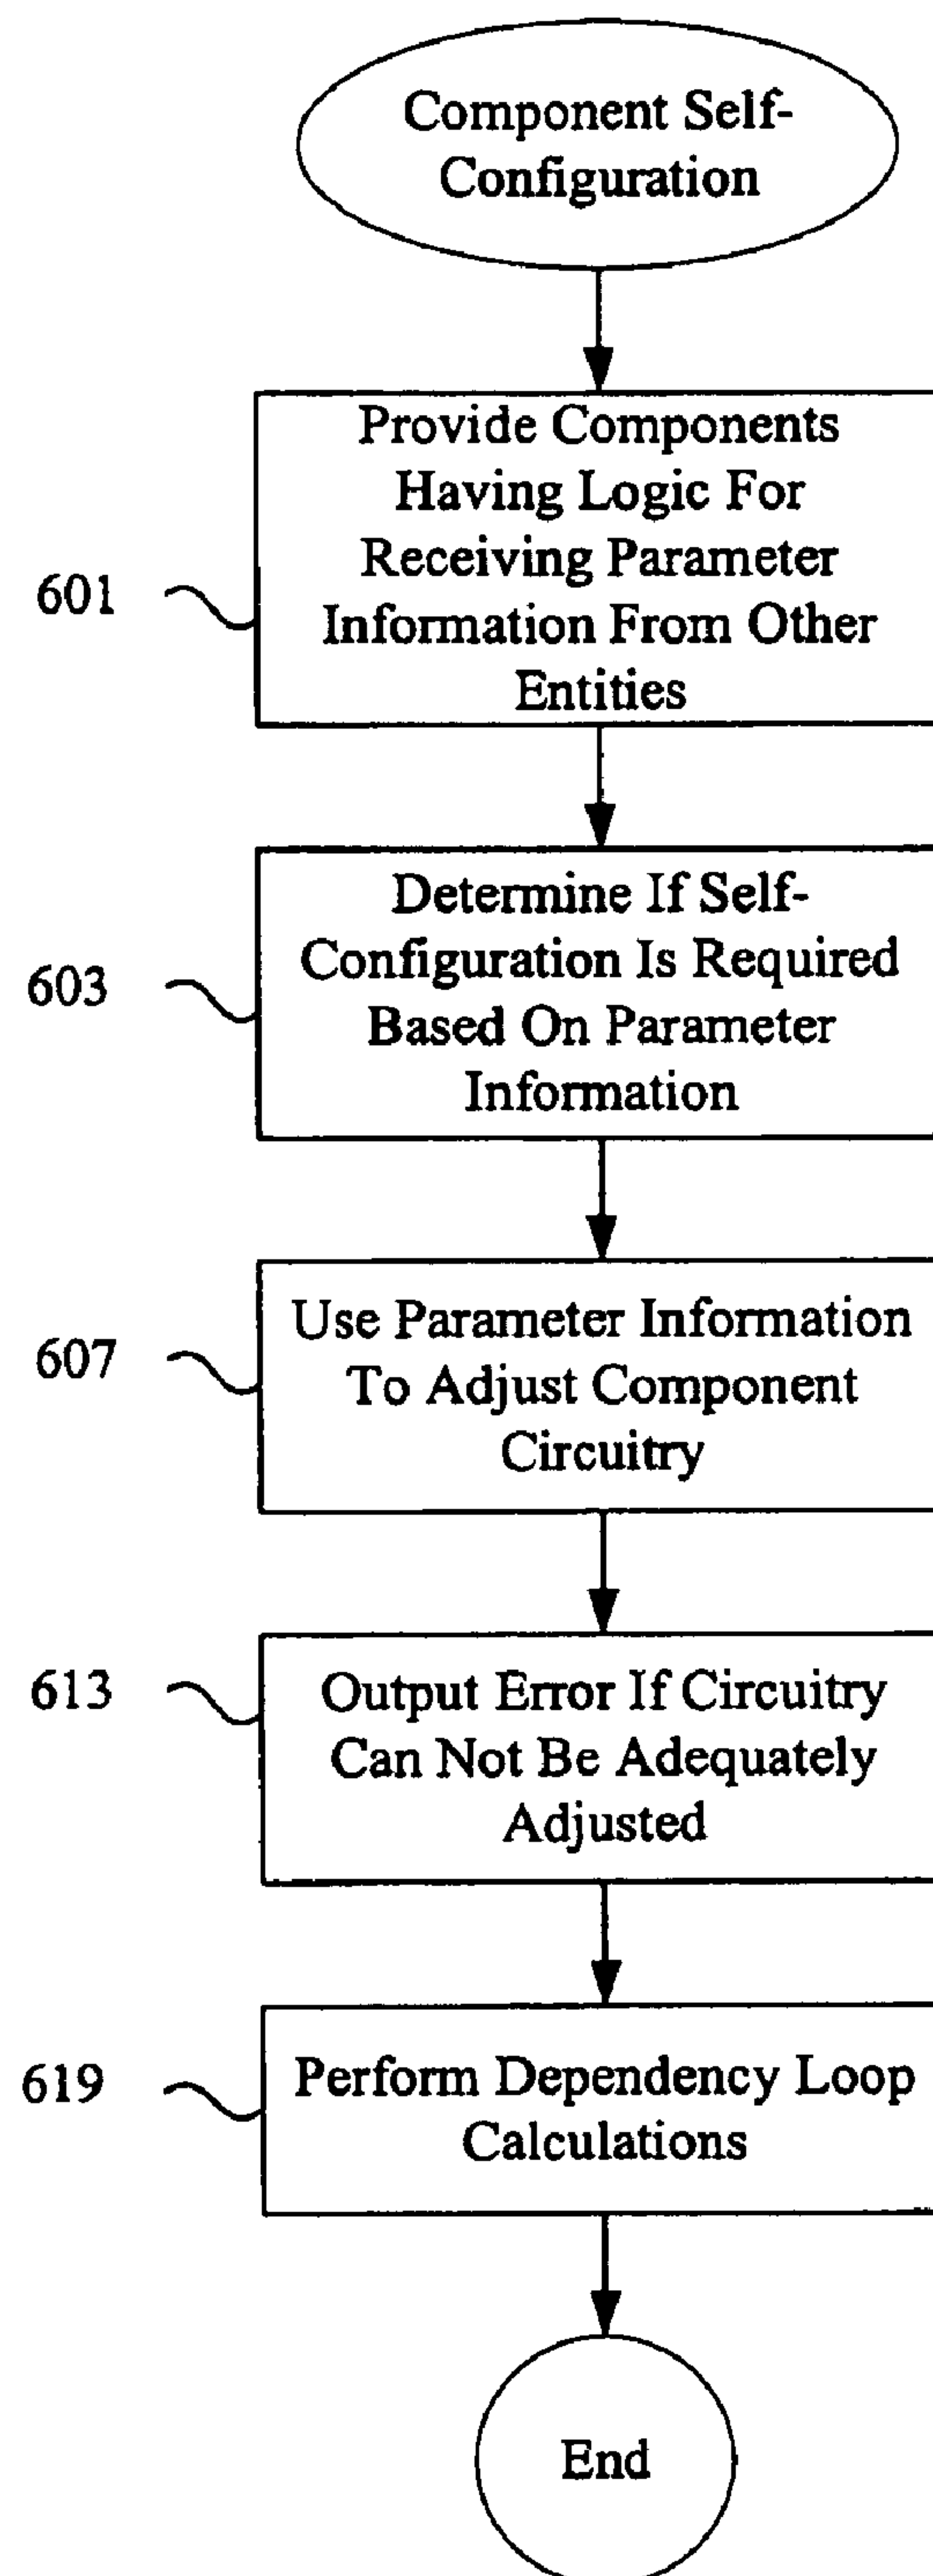 Component Self-
Configuration
601
Provide Components
Having Logic For
Receiving Parameter
Information From Other
Entities
603
Determine If Self-
Configuration Is Required
Based On Parameter
Information
607
Use Parameter Information
To Adjust Component
Circuitry
613
Output Error If Circuitry
Can Not Be Adequately
Adjusted
619
Perform Dependency Loop
Calculations
End